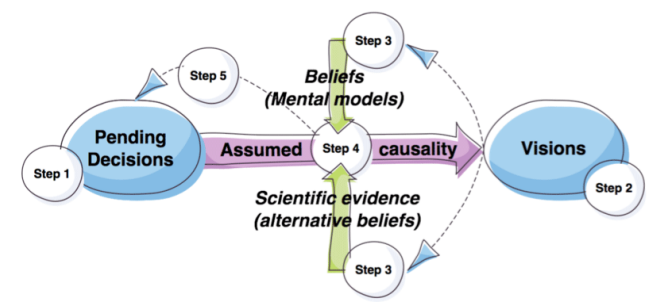 Step 3
Step 5
Beliefs
(Mental models)
Pending
Decisions
Assumed
Step 4
causality
Visions
Step 1
Step 2
Scientific evidence
(alternative beliefs)
Step 3